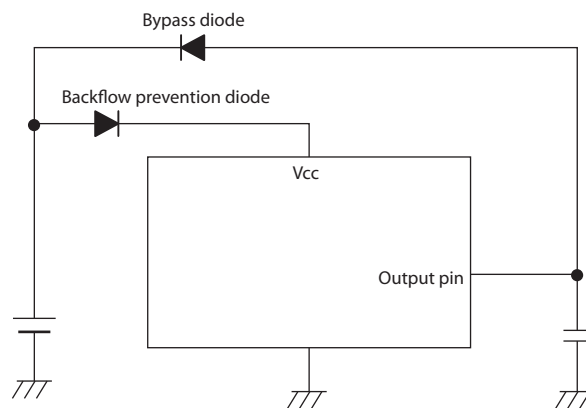 Bypass diode
Backflow prevention diode
Vcc
Output pin